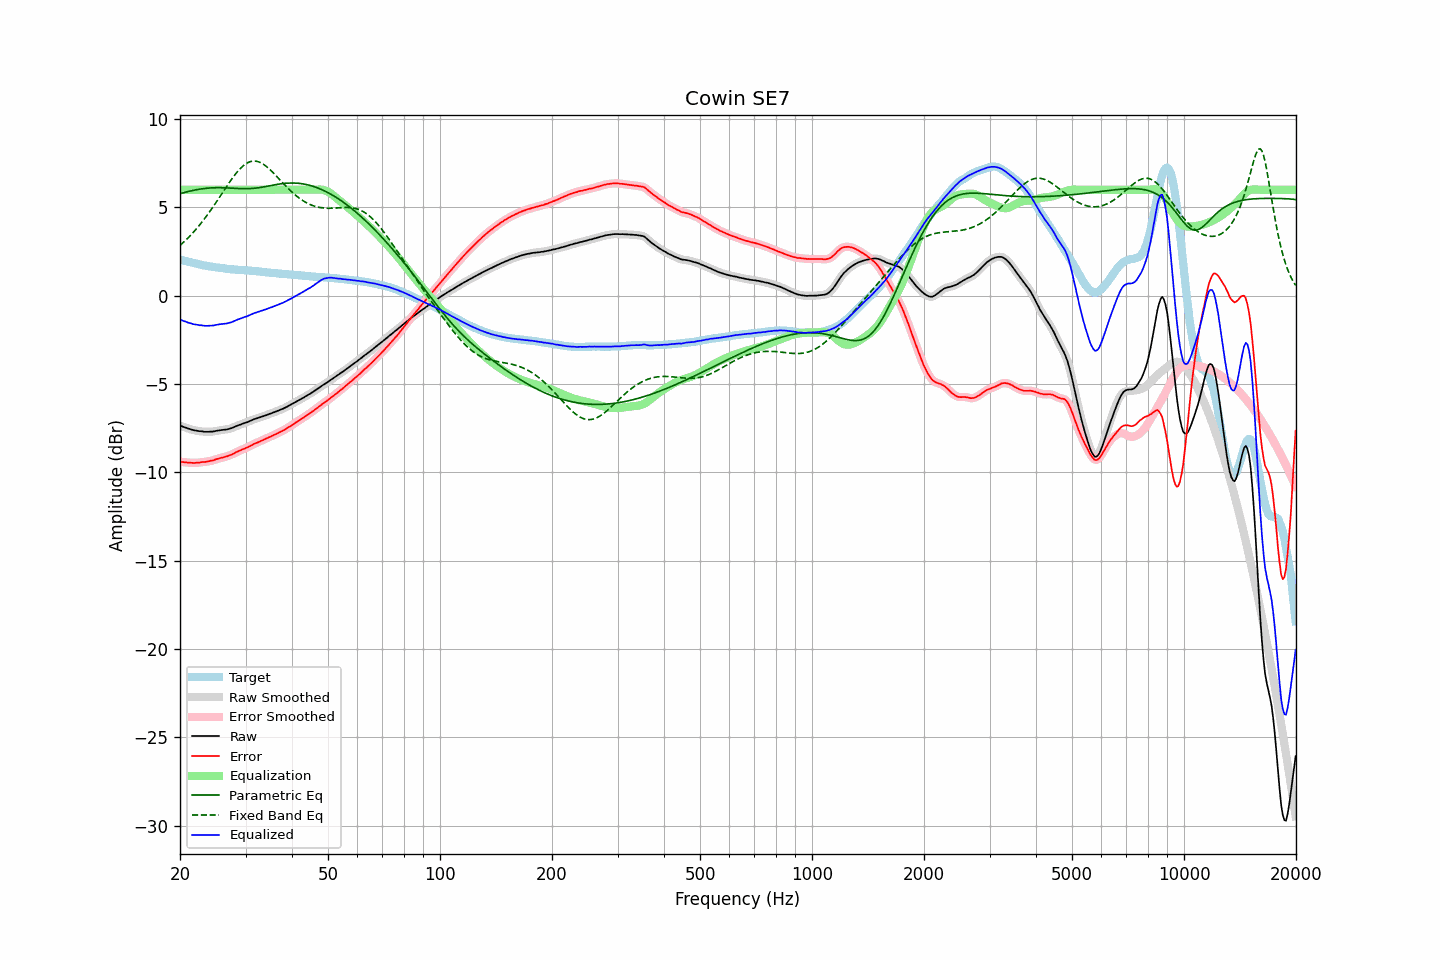 Cowin SE7
10
5
0
−5
−10
−15
−20
−25
−30
Amplitude (dBr)
Target
Raw Smoothed
Error Smoothed
Raw
Error
Equalization
Parametric Eq
Fixed Band Eq
Equalized
20 50 100 200 500 1000 2000 5000 10000 20000
Frequency (Hz)